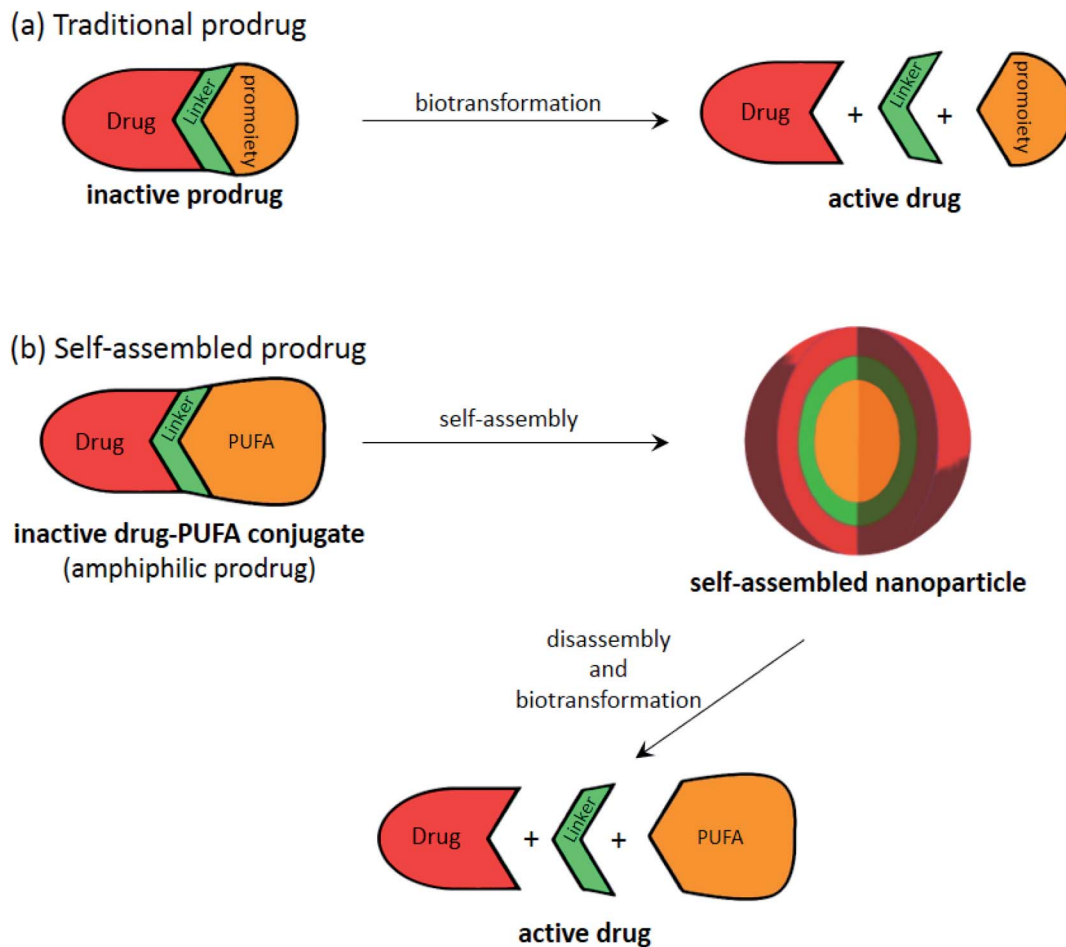 (a) Traditional prodrug
Drug
Linker
promoiety
inactive prodrug
biotransformation
Drug
+
Linker
+
promoiety
active drug
(b) Self-assembled prodrug
Drug
Linker
PUFA
inactive drug-PUFA conjugate
(amphiphilic prodrug)
self-assembly
self-assembled nanoparticle
disassembly
and
biotransformation
Drug
+
Linker
+
PUFA
active drug